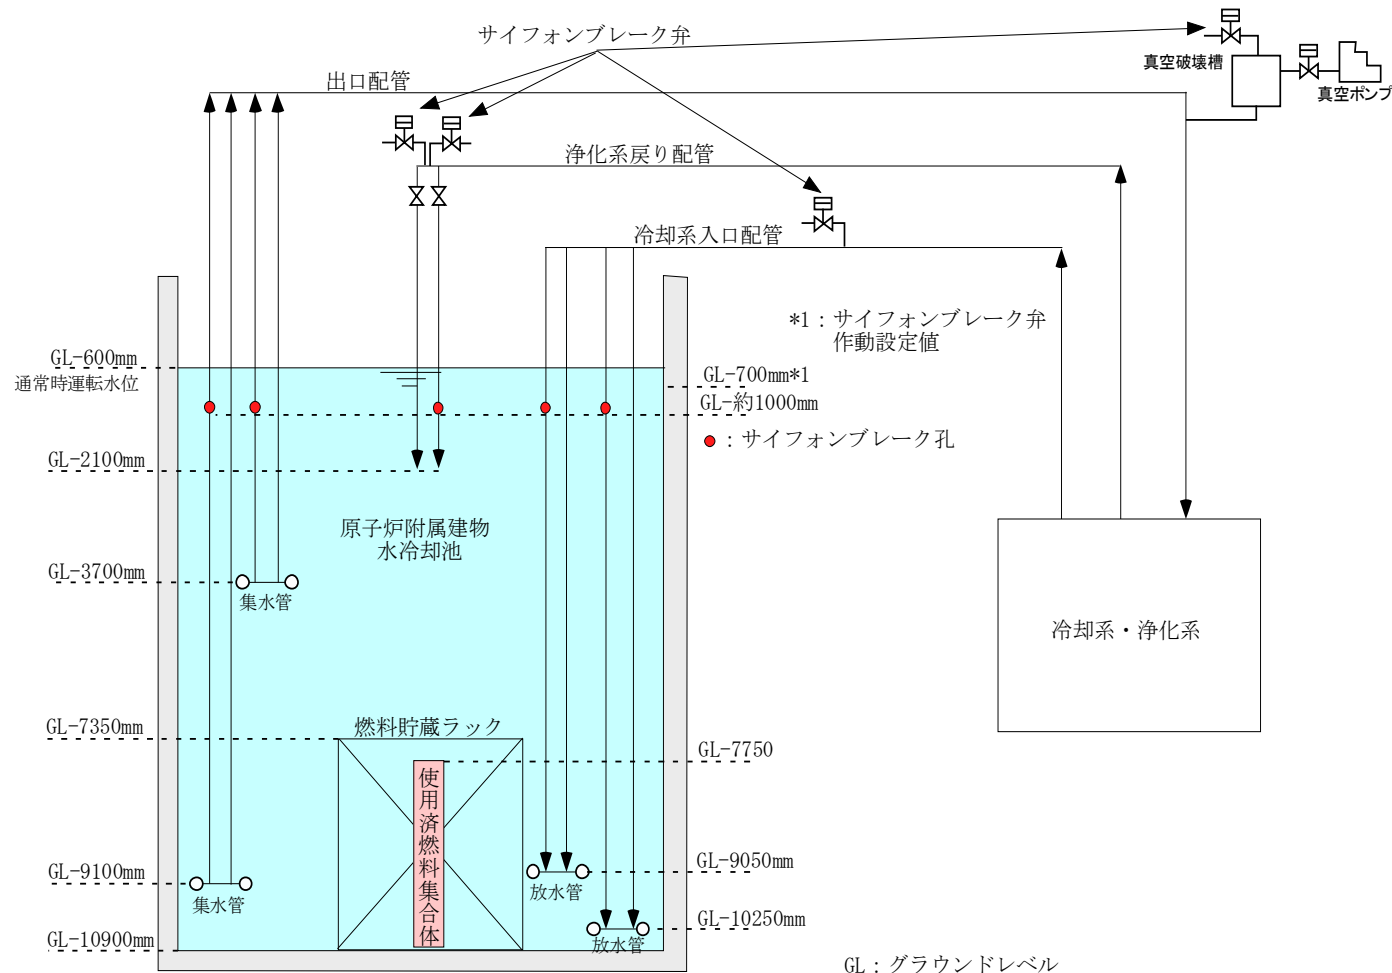 サイフォンブレーク弁
真空破壊槽
真空ポンプ
出口配管
浄化系戻り配管
冷却系入口配管
*1：サイフォンブレーク弁
作動設定値
GL-600mm
通常時運転水位
GL-700mm*1
GL-約1000mm
：サイフォンブレーク孔
GL-2100mm
原子炉附属建物
水冷却池
GL-3700mm
集水管
冷却系・浄化系
GL-7350mm
燃料貯蔵ラック
GL-7750
使用済燃料集合体
GL-9050mm
放水管
GL-9100mm
集水管
GL-10250mm
放水管
GL-10900mm
GL：グラウンドレベル